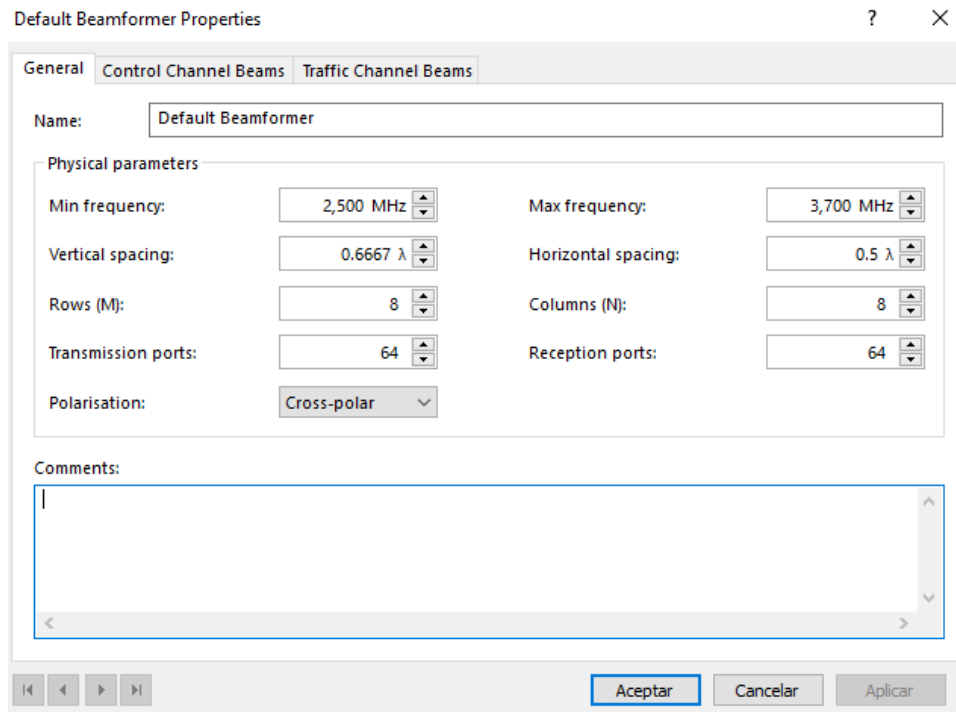 Default Beamformer Properties ? ×
General Control Channel Beams Traffic Channel Beams
Name: Default Beamformer
Physical parameters
Min frequency: 2,500 MHz Max frequency: 3,700 MHz
Vertical spacing: 0.6667 λ Horizontal spacing: 0.5 λ
Rows (M): 8 Columns (N): 8
Transmission ports: 64 Reception ports: 64
Polarisation: Cross-polar
Comments:
Aceptar Cancelar Aplicar